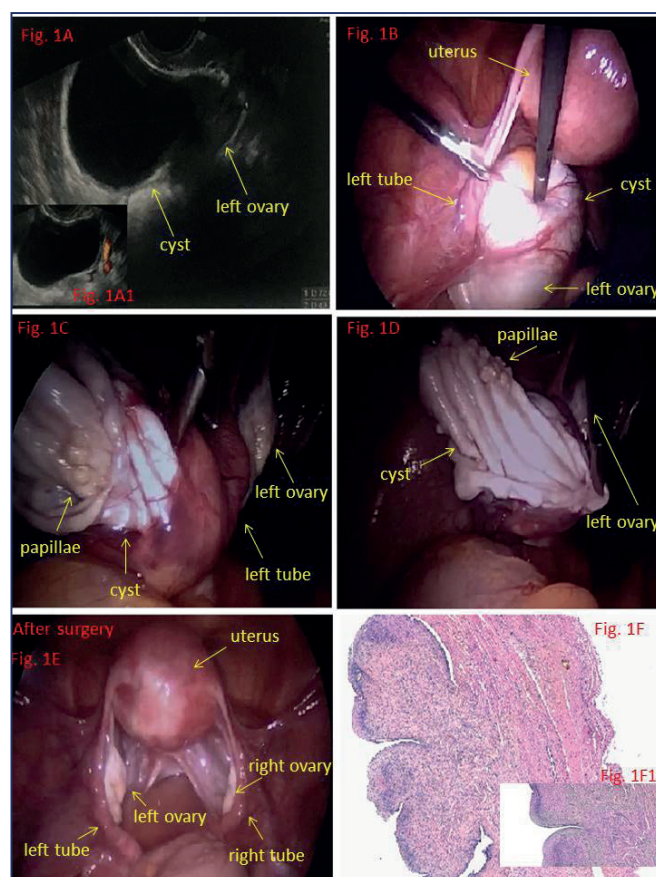 Fig. 1A
left ovary
cyst
Fig. 1A1
Fig. 1B
uterus
left tube
cyst
left ovary
Fig. 1C
left ovary
papillae
cyst
left tube
Fig. 1D
papillae
cyst
left ovary
After surgery
Fig. 1E
uterus
right ovary
left ovary
left tube
right tube
Fig. 1F
Fig. 1F1